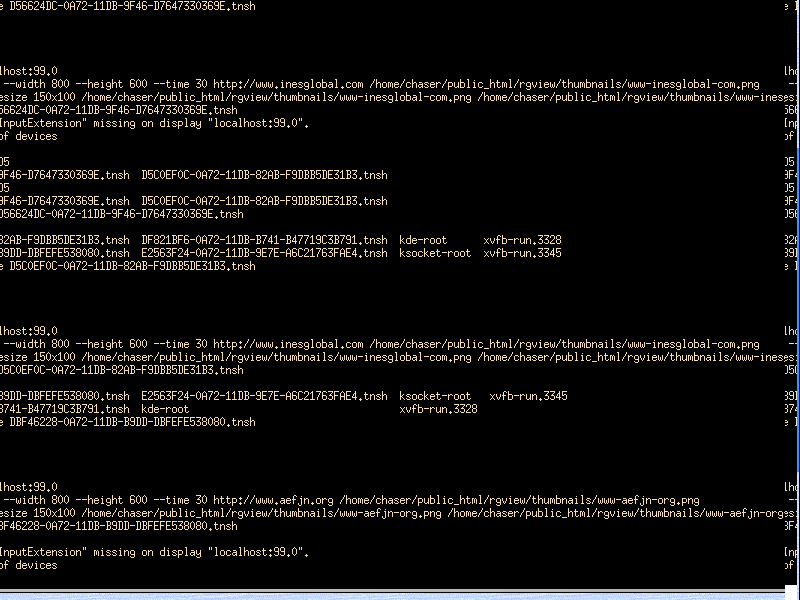 e D56624DC-0A72-11DB-9F46-D7647330369E.tnsh
lhost:99.0
--width 800 --height 600 --time 30 http://www.inesglobal.com /home/chaser/public_html/rgview/thumbnails/www-inesglobal-com.png
esize 150x100 /home/chaser/public_html/rgview/thumbnails/www-inesglobal-com.png /home/chaser/public_html/rgview/thumbnails/www-ineses
56624DC-0A72-11DB-9F46-D7647330369E.tnsh
InputExtension" missing on display "localhost:99.0".
of devices
05
9F46-D7647330369E.tnsh D5C0EF0C-0A72-11DB-82AB-F9DBB5DE31B3.tnsh
05
9F46-D7647330369E.tnsh D5C0EF0C-0A72-11DB-82AB-F9DBB5DE31B3.tnsh
D56624DC-0A72-11DB-9F46-D7647330369E.tnsh
82AB-F9DBB5DE31B3.tnsh DF821BF6-0A72-11DB-B741-B47719C3B791.tnsh kde-root xvfb-run.3328
B9DD-DBFEFE538080.tnsh E2563F24-0A72-11DB-9E7E-A6C21763FAE4.tnsh ksocket-root xvfb-run.3345
e D5C0EF0C-0A72-11DB-82AB-F9DBB5DE31B3.tnsh
lhost:99.0
--width 800 --height 600 --time 30 http://www.inesglobal.com /home/chaser/public_html/rgview/thumbnails/www-inesglobal-com.png
esize 150x100 /home/chaser/public_html/rgview/thumbnails/www-inesglobal-com.png /home/chaser/public_html/rgview/thumbnails/www-ineses
D5C0EF0C-0A72-11DB-82AB-F9DBB5DE31B3.tnsh
B9DD-DBFEFE538080.tnsh E2563F24-0A72-11DB-9E7E-A6C21763FAE4.tnsh ksocket-root xvfb-run.3345
B741-B47719C3B791.tnsh kde-root xvfb-run.3328
e DBF46228-0A72-11DB-B9DD-DBFEFE538080.tnsh
lhost:99.0
--width 800 --height 600 --time 30 http://www.aefjn.org /home/chaser/public_html/rgview/thumbnails/www-aefjn-org.png
esize 150x100 /home/chaser/public_html/rgview/thumbnails/www-aefjn-org.png /home/chaser/public_html/rgview/thumbnails/www-aefjn-orges
BF46228-0A72-11DB-B9DD-DBFEFE538080.tnsh
InputExtension" missing on display "localhost:99.0".
of devices